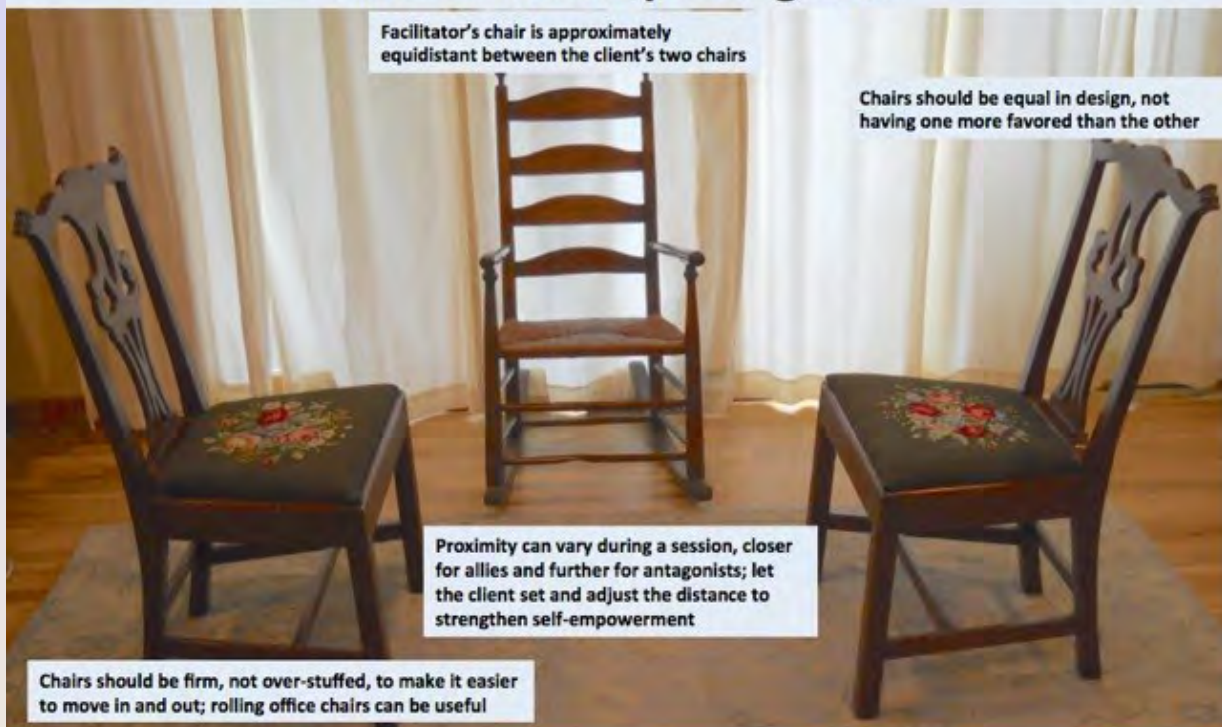 Facilitator's chair is approximately
equidistant between the client's two chairs
Chairs should be equal in design, not
having one more favored than the other
Proximity can vary during a session, closer
for allies and further for antagonists; let
the client set and adjust the distance to
strengthen self-empowerment
Chairs should be firm, not over-stuffed, to make it easier
to move in and out; rolling office chairs can be useful